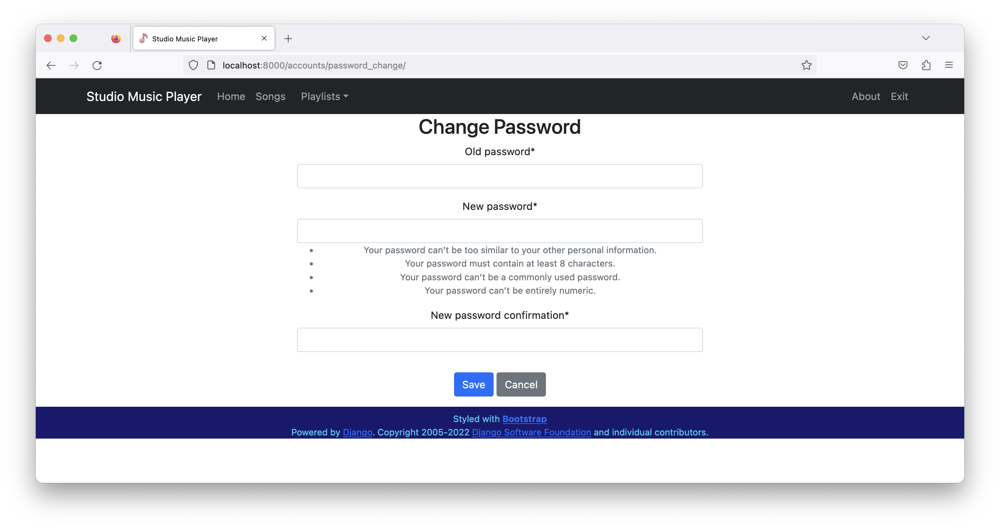 Studio Music Player
localhost:8000/accounts/password_change/
Studio Music Player Home Songs Playlists About Exit
Change Password
Old password*
New password*
Your password can’t be too similar to your other personal information.
Your password must contain at least 8 characters.
Your password can’t be a commonly used password.
Your password can’t be entirely numeric.
New password confirmation*
Save Cancel
Styled with Bootstrap
Powered by Django. Copyright 2005-2022 Django Software Foundation and individual contributors.